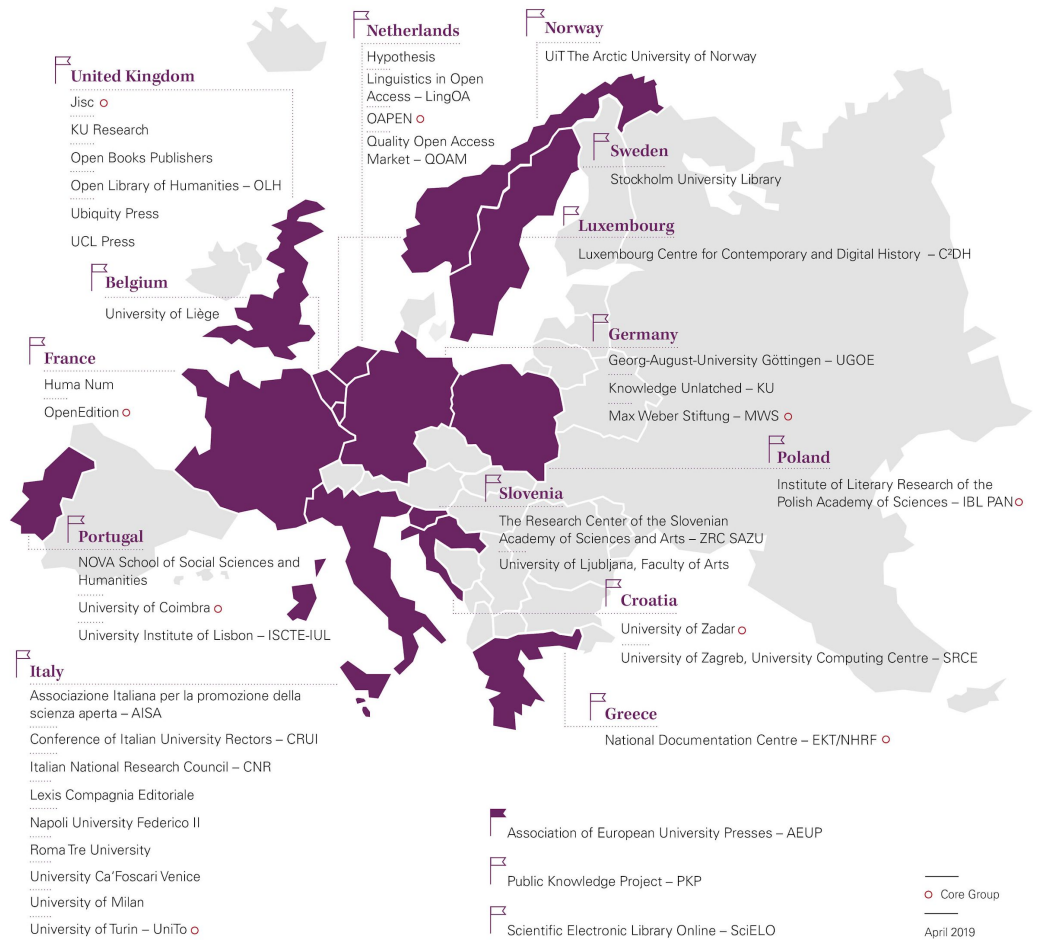 United Kingdom
Jisc
KU Research
Open Books Publishers
Open Library of Humanities – OLH
Ubiquity Press
UCL Press
Netherlands
Hypothesis
Linguistics in Open
Access – LingOA
OAPEN
Quality Open Access
Market – QOAM
Norway
UiT The Arctic University of Norway
Sweden
Stockholm University Library
Luxembourg
Luxembourg Centre for Contemporary and Digital History – C²DH
Belgium
University of Liège
Germany
Georg-August-University Göttingen – UGOE
Knowledge Unlatched – KU
Max Weber Stiftung – MWS
France
Huma Num
OpenEdition
Poland
Institute of Literary Research of the
Polish Academy of Sciences – IBL PAN
Slovenia
The Research Center of the Slovenian
Academy of Sciences and Arts – ZRC SAZU
University of Ljubljana, Faculty of Arts
Portugal
NOVA School of Social Sciences and
Humanities
University of Coimbra
University Institute of Lisbon – ISCTE-IUL
Croatia
University of Zadar
University of Zagreb, University Computing Centre – SRCE
Italy
Associazione Italiana per la promozione della
scienza aperta – AISA
Conference of Italian University Rectors – CRUI
Italian National Research Council – CNR
Lexis Compagnia Editoriale
Napoli University Federico II
Roma Tre University
University Ca'Foscari Venice
University of Milan
University of Turin – UniTo
Greece
National Documentation Centre – EKT/NHRF
Association of European University Presses – AEUP
Public Knowledge Project – PKP
Scientific Electronic Library Online – SciELO
Core Group
April 2019